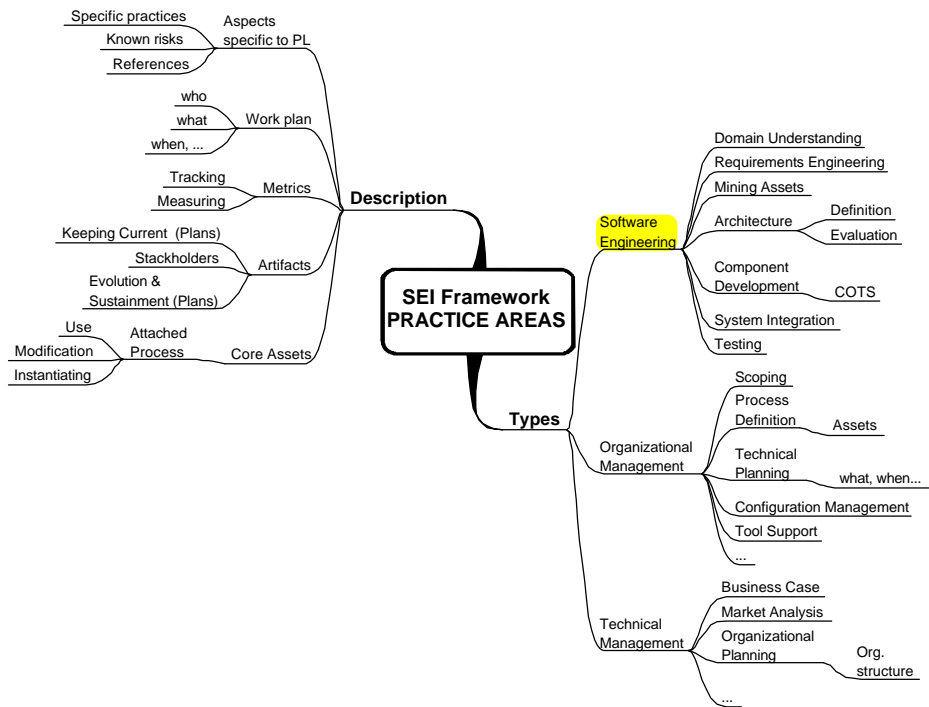 SEI Framework
PRACTICE AREAS
Description
Aspects
specific to PL
Specific practices
Known risks
References
Work plan
who
what
when, ...
Metrics
Tracking
Measuring
Artifacts
Keeping Current  (Plans)
Stackholders
Evolution &
Sustainment (Plans)
Core Assets
Attached
Process
Use
Modification
Instantiating
Types
Software
Engineering
Domain Understanding
Requirements Engineering
Mining Assets
Architecture
Definition
Evaluation
Component
Development
COTS
System Integration
Testing
Organizational
Management
Scoping
Process
Definition
Assets
Technical
Planning
what, when...
Configuration Management
Tool Support
...
Technical
Management
Business Case
Market Analysis
Organizational
Planning
Org.
structure
...